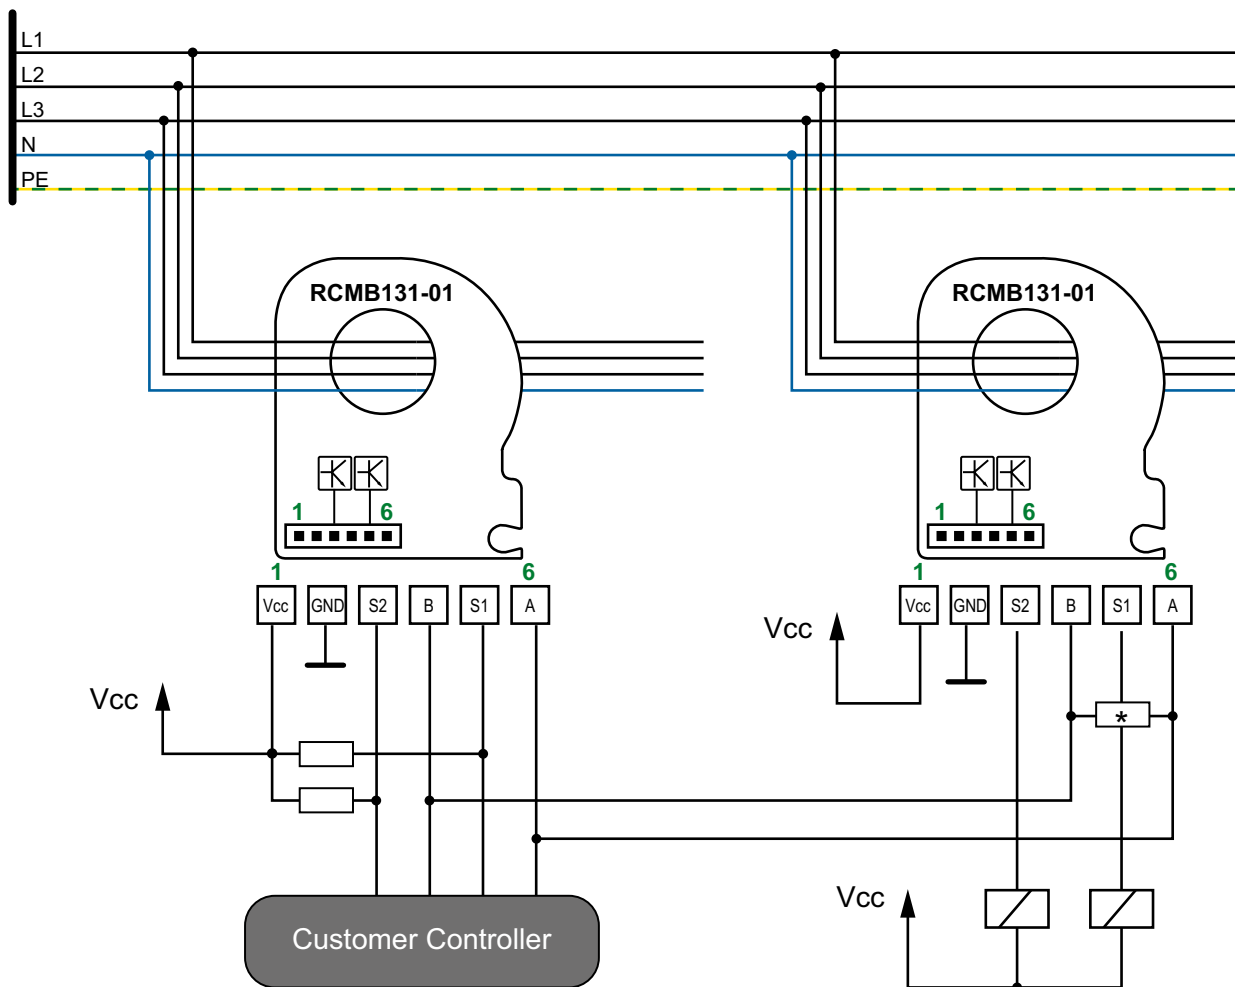 L1
L2
L3
N
PE
RCMB131-01
RCMB131-01
1 6
1 6
1 6
1 6
Vcc GND S2 B S1 A
Vcc GND S2 B S1 A
Vcc
Vcc
*
Vcc
Customer Controller